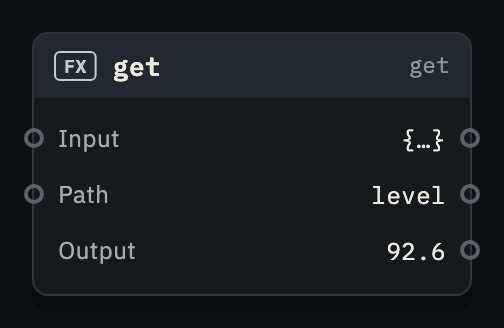 FX get get
Input {…}
Path level
Output 92.6